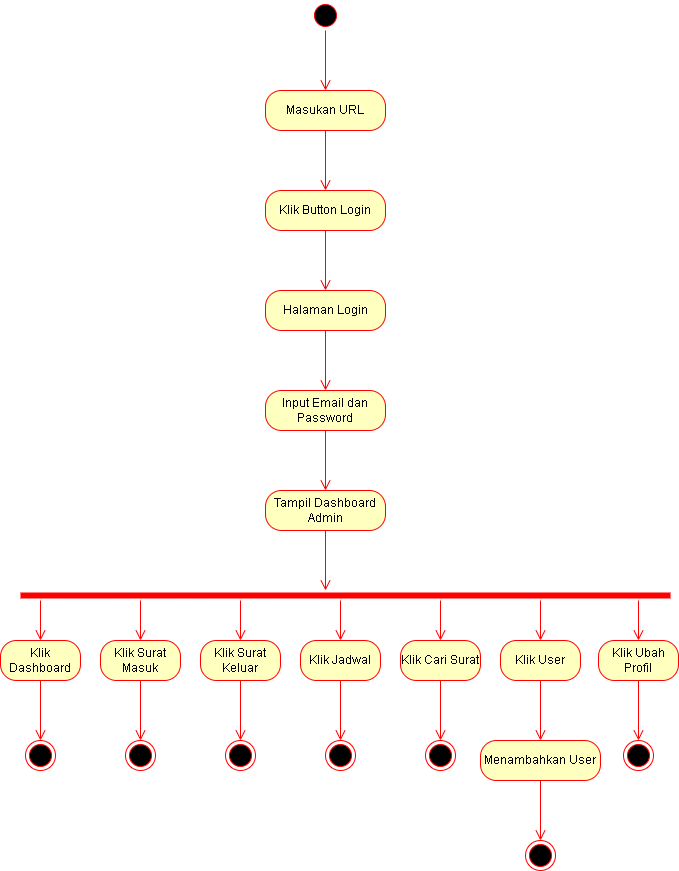 Masukan URL
Klik Button Login
Halaman Login
Input Email dan
Password
Tampil Dashboard
Admin
Klik
Dashboard
Klik Surat
Masuk
Klik Surat
Keluar
Klik Jadwal
Klik Cari Surat
Klik User
Klik Ubah
Profil
Menambahkan User